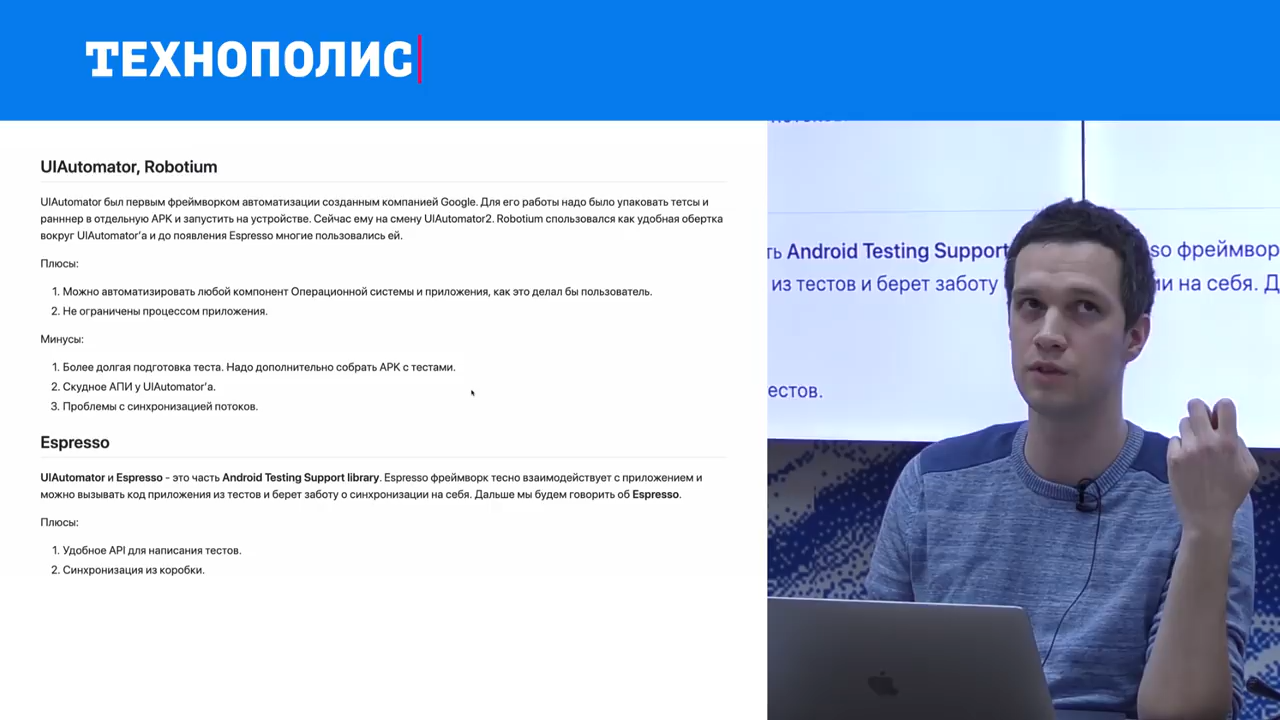 ТЕХНОПОЛИС
UIAutomator, Robotium
UIAutomator был первым фреймворком автоматизации созданным компанией Google. Для его работы надо было упаковать тетсы и
ранннер в отдельную APK и запустить на устройстве. Сейчас ему на смену UIAutomator2. Robotium спользовался как удобная обертка
вокруг UIAutomator’а и до появления Espresso многие пользовались ей.
Плюсы:
1. Можно автоматизировать любой компонент Операционной системы и приложения, как это делал бы пользователь.
2. Не ограничены процессом приложения.
Минусы:
1. Более долгая подготовка теста. Надо дополнительно собрать APK с тестами.
2. Скудное АПИ у UIAutomator’а.
3. Проблемы с синхронизацией потоков.
Espresso
UIAutomator и Espresso - это часть Android Testing Support library. Espresso фреймворк тесно взаимодействует с приложением и
можно вызывать код приложения из тестов и берет заботу о синхронизации на себя. Дальше мы будем говорить об Espresso.
Плюсы:
1. Удобное API для написания тестов.
2. Синхронизация из коробки.
ть Android Testing Support so фреймвор
из тестов и берет заботу ии на себя. Д
естов.